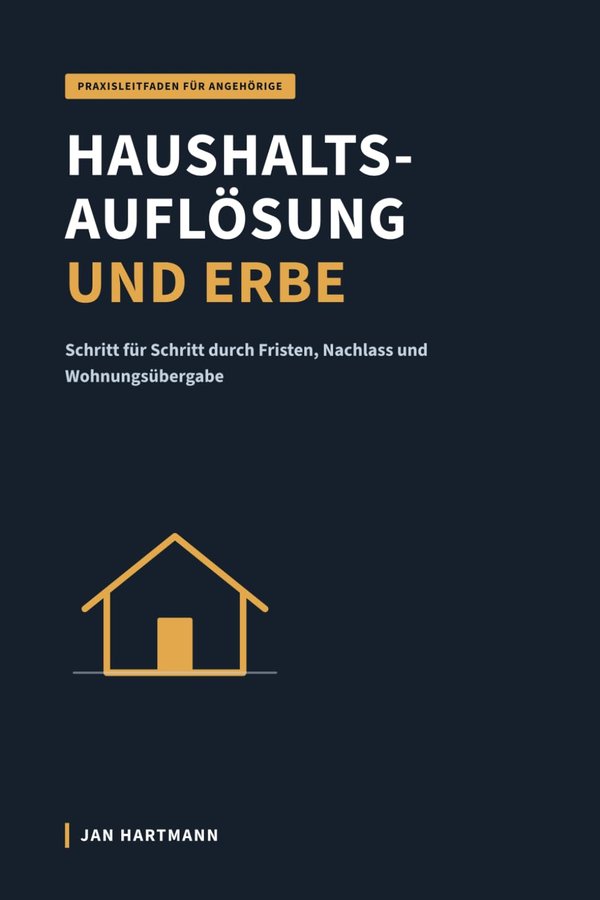 PRAXISLEITFADEN FÜR ANGEHÖRIGE
HAUSHALTS-
AUFLÖSUNG
UND ERBE
Schritt für Schritt durch Fristen, Nachlass und
Wohnungsübergabe
JAN HARTMANN